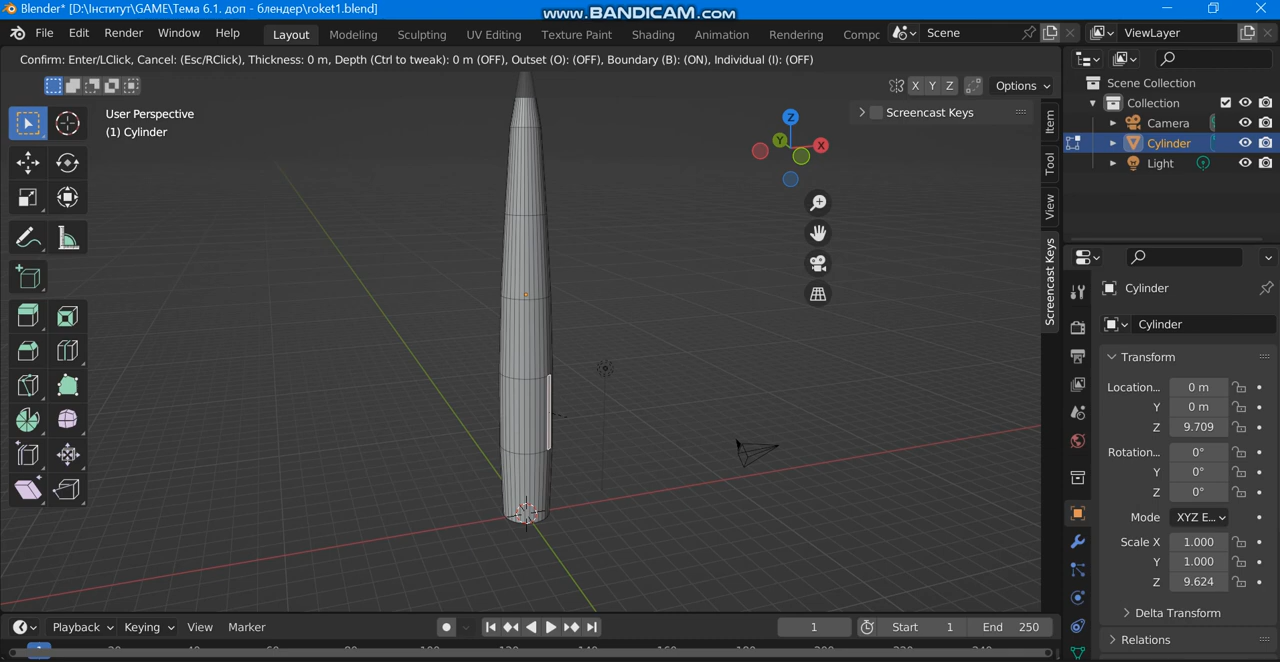 Blender* [D:\Інститут\GAME\Тема 6.1. доп - блендер\roket1.blend]
www.BANDICAM.com
File Edit Render Window Help
Layout Modeling Sculpting UV Editing Texture Paint Shading Animation Rendering Compc
Scene
ViewLayer
Confirm: Enter/LClick, Cancel: (Esc/RClick), Thickness: 0 m, Depth (Ctrl to tweak): 0 m (OFF), Outset (O): (OFF), Boundary (B): (ON), Individual (I): (OFF)
X Y Z Options
User Perspective
(1) Cylinder
Screencast Keys
Z
Y
X
Item
Tool
View
Screencast Keys
Scene Collection
Collection
Camera
Cylinder
Light
Cylinder
Cylinder
Transform
Location... 0 m
Y 0 m
Z 9.709
Rotation... 0°
Y 0°
Z 0°
Mode XYZ E...
Scale X 1.000
Y 1.000
Z 9.624
Delta Transform
Relations
Playback Keying View Marker
1 Start 1 End 250